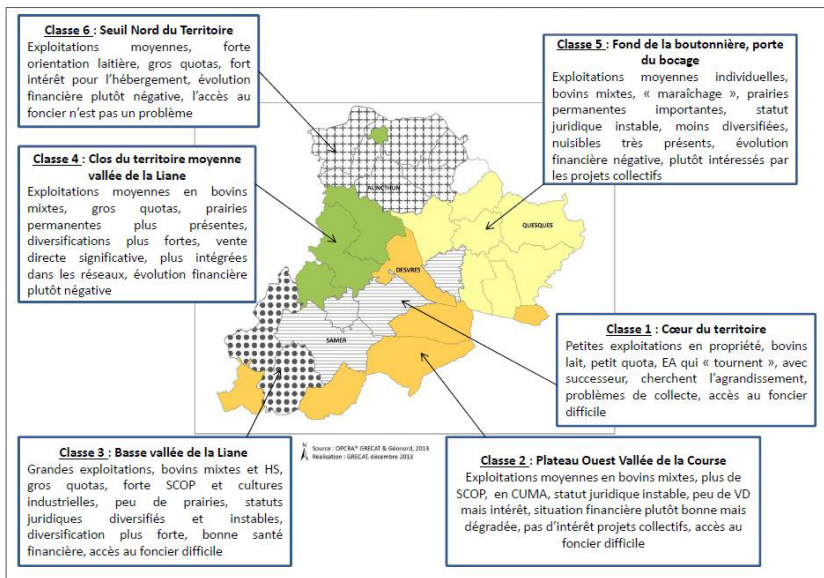 Classe 6 : Seuil Nord du Territoire
Exploitations moyennes, forte
orientation laitière, gros quotas, fort
intérêt pour l'hébergement, évolution
financière plutôt négative, l'accès au
foncier n'est pas un problème
Classe 5 : Fond de la boutonnière, porte
du bocage
Exploitations moyennes individuelles,
bovins mixtes, « maraîchage », prairies
permanentes importantes, statut
juridique instable, moins diversifiées,
nuisibles très présents, évolution
financière négative, plutôt intéressés par
les projets collectifs
Classe 4 : Clos du territoire moyenne
vallée de la Liane
Exploitations moyennes en bovins
mixtes, gros quotas, prairies
permanentes plus présentes,
diversifications plus fortes, vente
directe significative, plus intégrées
dans les réseaux, évolution financière
plutôt négative
ALINCTHUN
QUESQUES
DESVRES
SAMER
Classe 1 : Cœur du territoire
Petites exploitations en propriété, bovins
lait, petit quota, EA qui « tournent », avec
successeur, cherchent l'agrandissement,
problèmes de collecte, accès au foncier
difficile
Classe 3 : Basse vallée de la Liane
Grandes exploitations, bovins mixtes et HS,
gros quotas, forte SCOP et cultures
industrielles, peu de prairies, statuts
juridiques diversifiés et instables,
diversification plus forte, bonne santé
financière, accès au foncier difficile
N
Source : OPCRA® GRECAT & Géonord, 2013
Réalisation : GRECAT, décembre 2013
Classe 2 : Plateau Ouest Vallée de la Course
Exploitations moyennes en bovins mixtes, plus de
SCOP, en CUMA, statut juridique instable, peu de VD
mais intérêt, situation financière plutôt bonne mais
dégradée, pas d'intérêt projets collectifs, accès au
foncier difficile